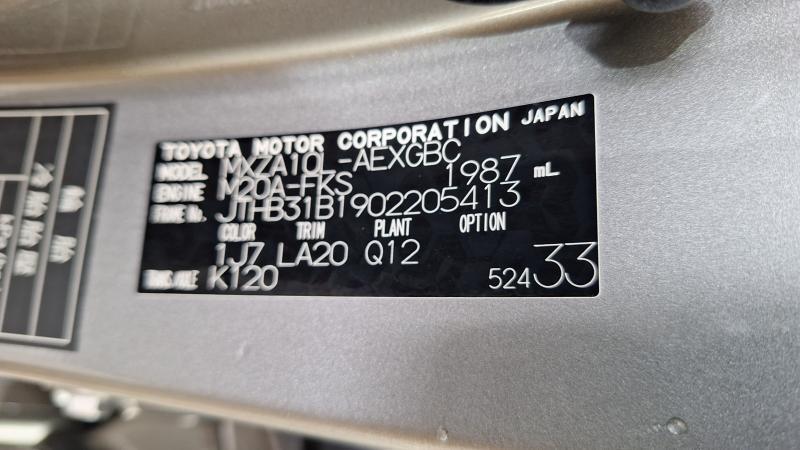 TOYOTA MOTOR CORPORATION JAPAN
MODEL MXZA10L-AEXGBC
ENGINE M20A-FKS 1987 mL
FRAME No. JTHB31B1902205413
COLOR TRIM PLANT OPTION
1J7 LA20 Q12
TRANS/AXLE K120
52433